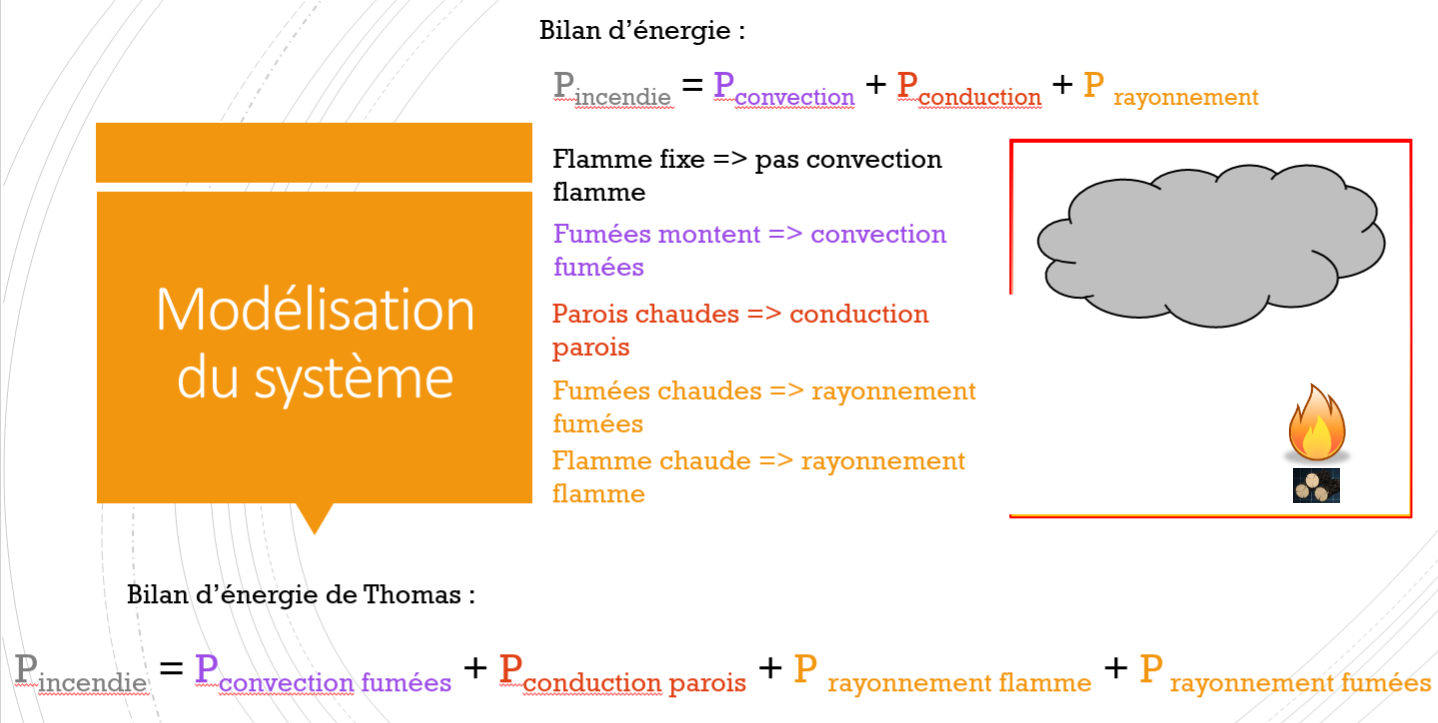 Bilan d’énergie :
Pincendie = Pconvection + Pconduction + P rayonnement
Flamme fixe => pas convection
flamme
Fumées montent => convection
fumées
Parois chaudes => conduction
parois
Fumées chaudes => rayonnement
fumées
Flamme chaude => rayonnement
flamme
Modélisation
du système
Bilan d’énergie de Thomas :
Pincendie = Pconvection fumées + Pconduction parois + P rayonnement flamme + P rayonnement fumées